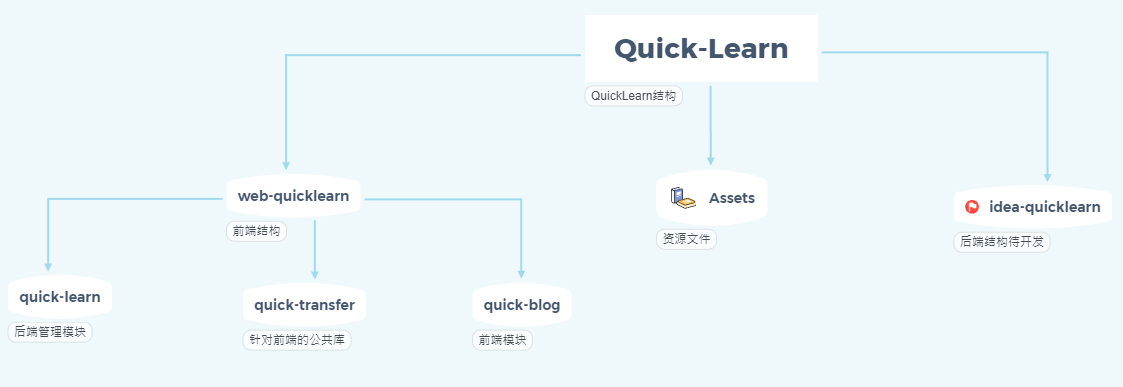 Quick-Learn
QuickLearn结构
web-quicklearn
前端结构
Assets
资源文件
idea-quicklearn
后端结构待开发
quick-learn
后端管理模块
quick-transfer
针对前端的公共库
quick-blog
前端模块